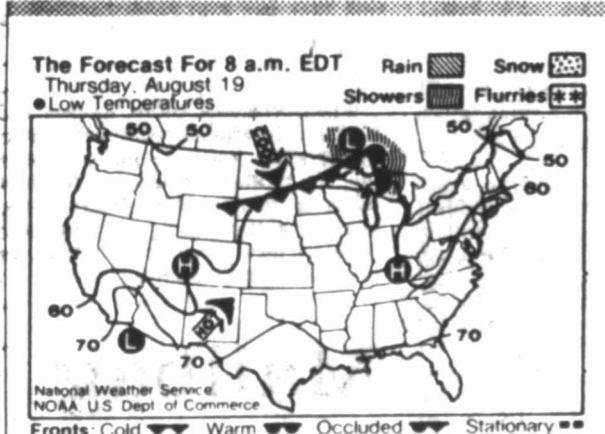 The Forecast For 8 a.m. EDT
Thursday, August 19
Low Temperatures
Rain Snow
Showers Flurries
50 50
50
50
60
L
H
H
60
70
HOT
L
70
70
National Weather Service
NOAA U S Dept of Commerce
Fronts: Cold Warm Occluded Stationary